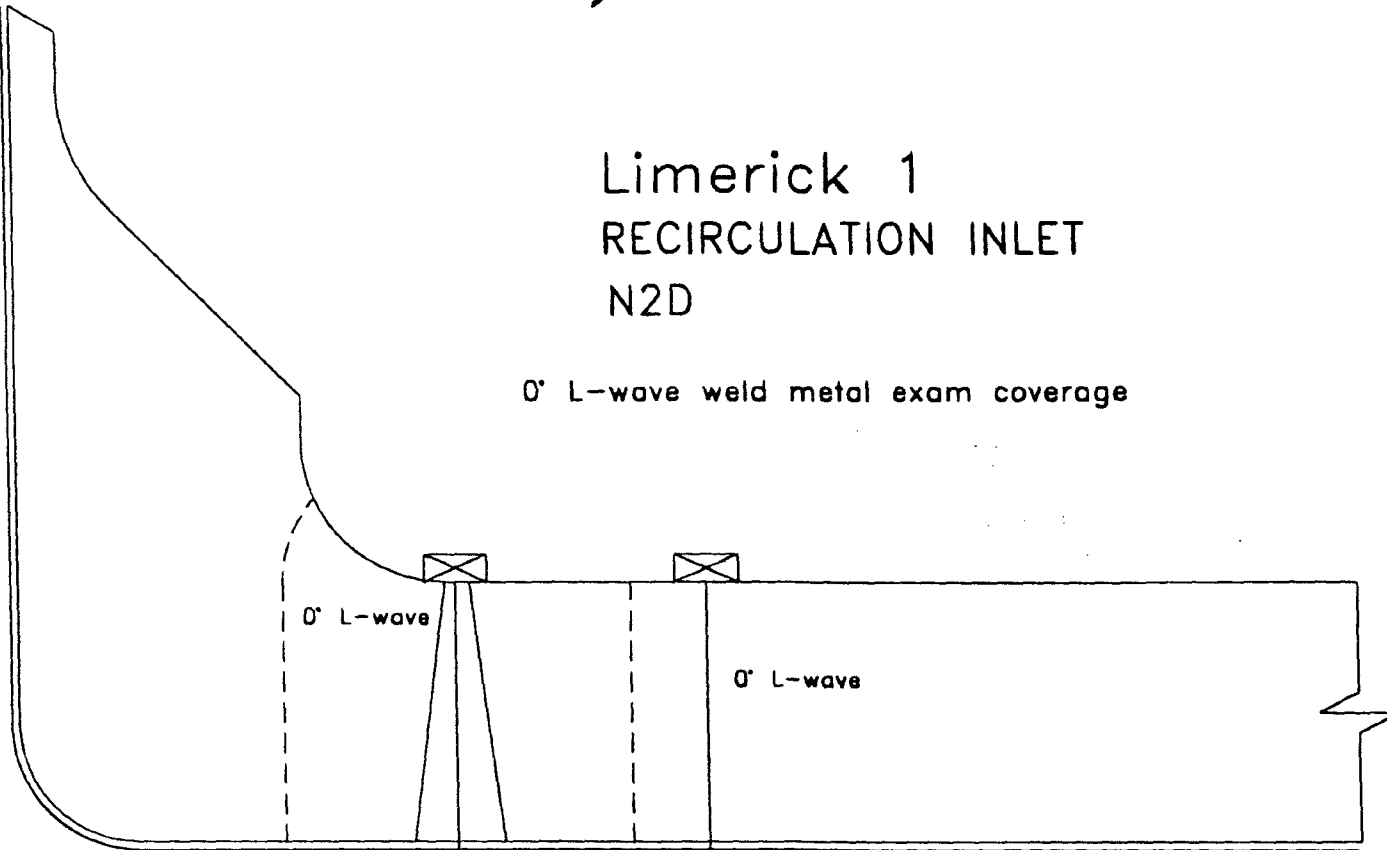 Limerick 1
RECIRCULATION INLET
N2D
0° L-wave weld metal exam coverage
0° L-wave
0° L-wave